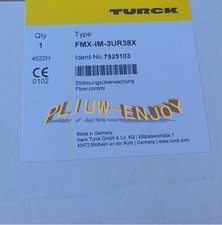 TURCK
Qty
1
Type
FMX-IM-3UR38X
4522H
Ident-No.7525103
CE
0102
Strömungsüberwachung
Flow control
PLIUW-ENJOY
Made in Germany
Hans Turck GmbH & Co. KG | Witzlebenstraße 7
45472 Mülheim an der Ruhr | Germany | www.turck.com